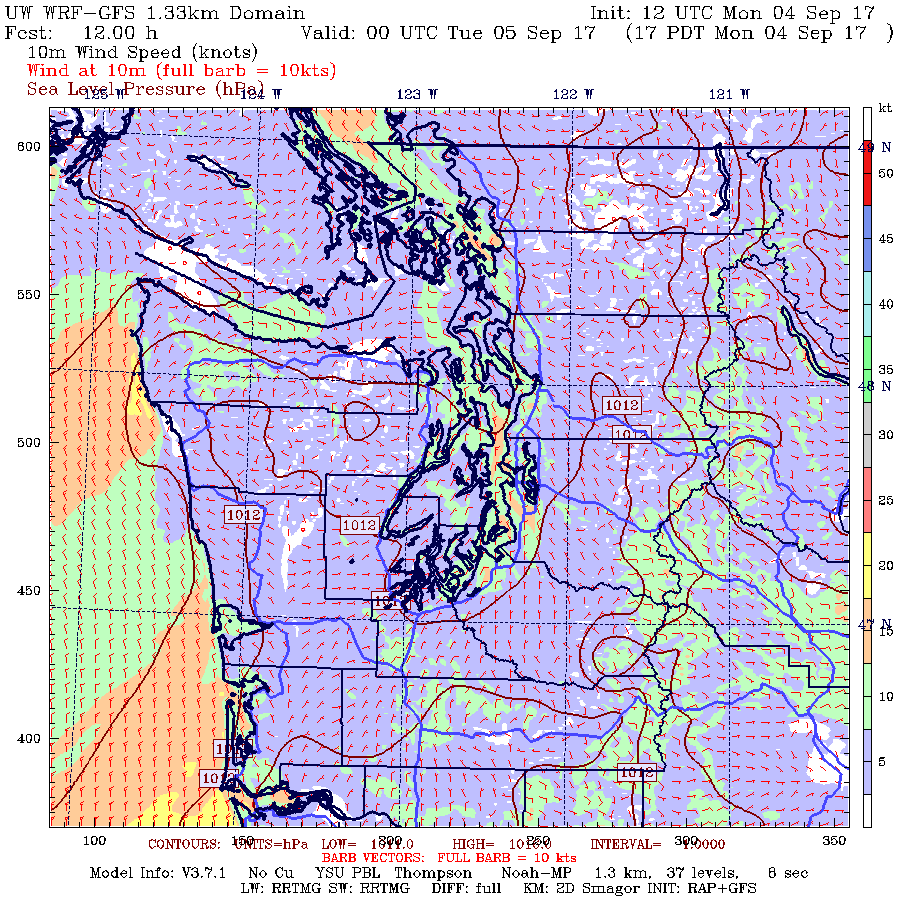 UW WRF-GFS 1.33km Domain Init: 12 UTC Mon 04 Sep 17
Fcst: 12.00 h Valid: 00 UTC Tue 05 Sep 17 (17 PDT Mon 04 Sep 17 )
10m Wind Speed (knots)
Wind at 10m (full barb = 10kts)
Sea Level Pressure (hPa)
125 W 124 W 123 W 122 W 121 W kt
600 49 N
50
45
550 40
35
48 N
1012
500 1012 30
1012 1012 25
20
450
47 N
15
10
400
1012 1012
5
100 150 200 250 300 350
CONTOURS: UNITS=hPa LOW= HIGH= INTERVAL=
BARB VECTORS: FULL BARB = 10 kts
Model Info: V3.7.1 No Cu YSU PBL Thompson Noah-MP 1.3 km, 37 levels, 8 sec
LW: RRTMG SW: RRTMG DIFF: full KM: 2D Smagor INIT: RAP+GFS